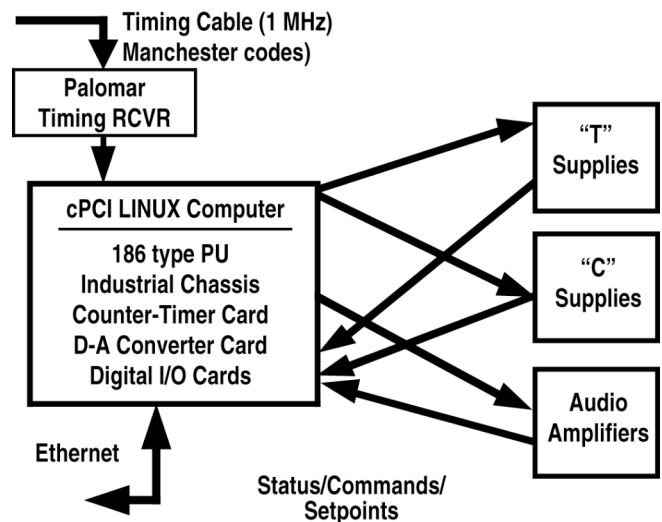 Timing Cable (1 MHz)
Manchester codes)
Palomar
Timing RCVR
cPCI LINUX Computer
186 type PU
Industrial Chassis
Counter-Timer Card
D-A Converter Card
Digital I/O Cards
“T”
Supplies
“C”
Supplies
Audio
Amplifiers
Ethernet
Status/Commands/
Setpoints